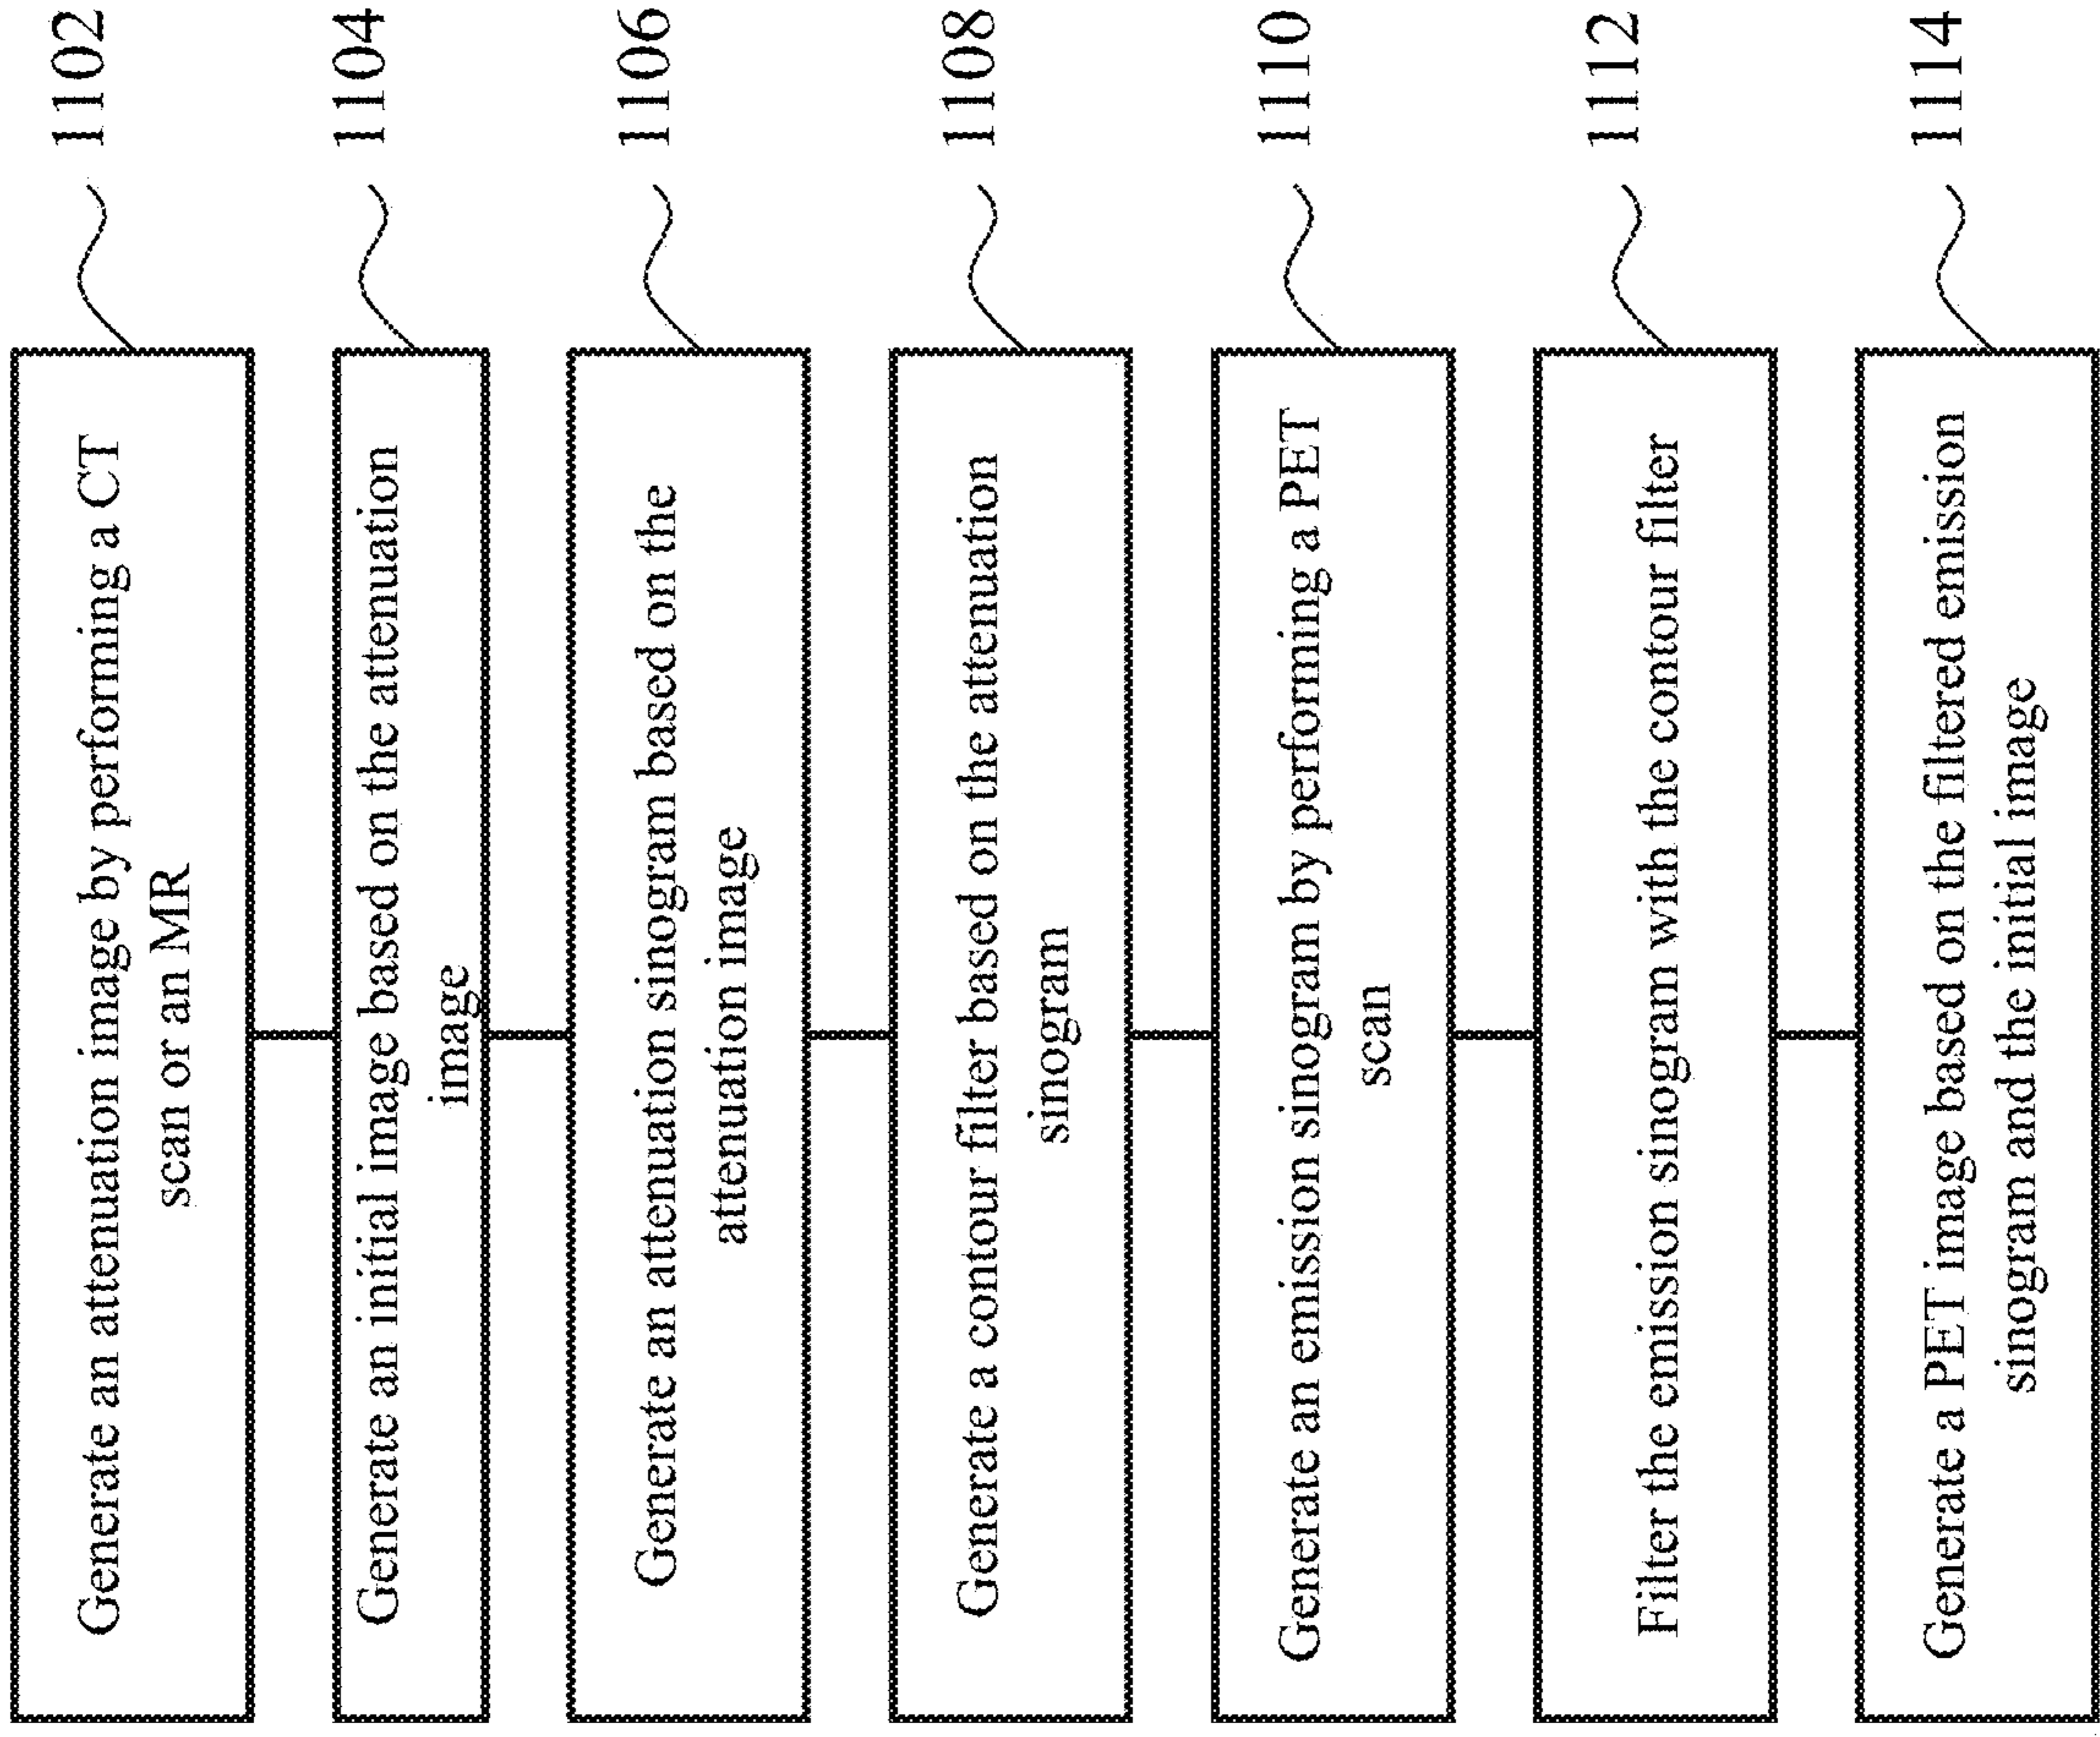 Generate an attenuation image by performing a CT
scan or an MR
1102
Generate an initial image based on the attenuation
image
1104
Generate an attenuation sinogram based on the
attenuation image
1106
Generate a contour filter based on the attenuation
sinogram
1108
Generate an emission sinogram by performing a PET
scan
1110
Filter the emission sinogram with the contour filter
1112
Generate a PET image based on the filtered emission
sinogram and the initial image
1114